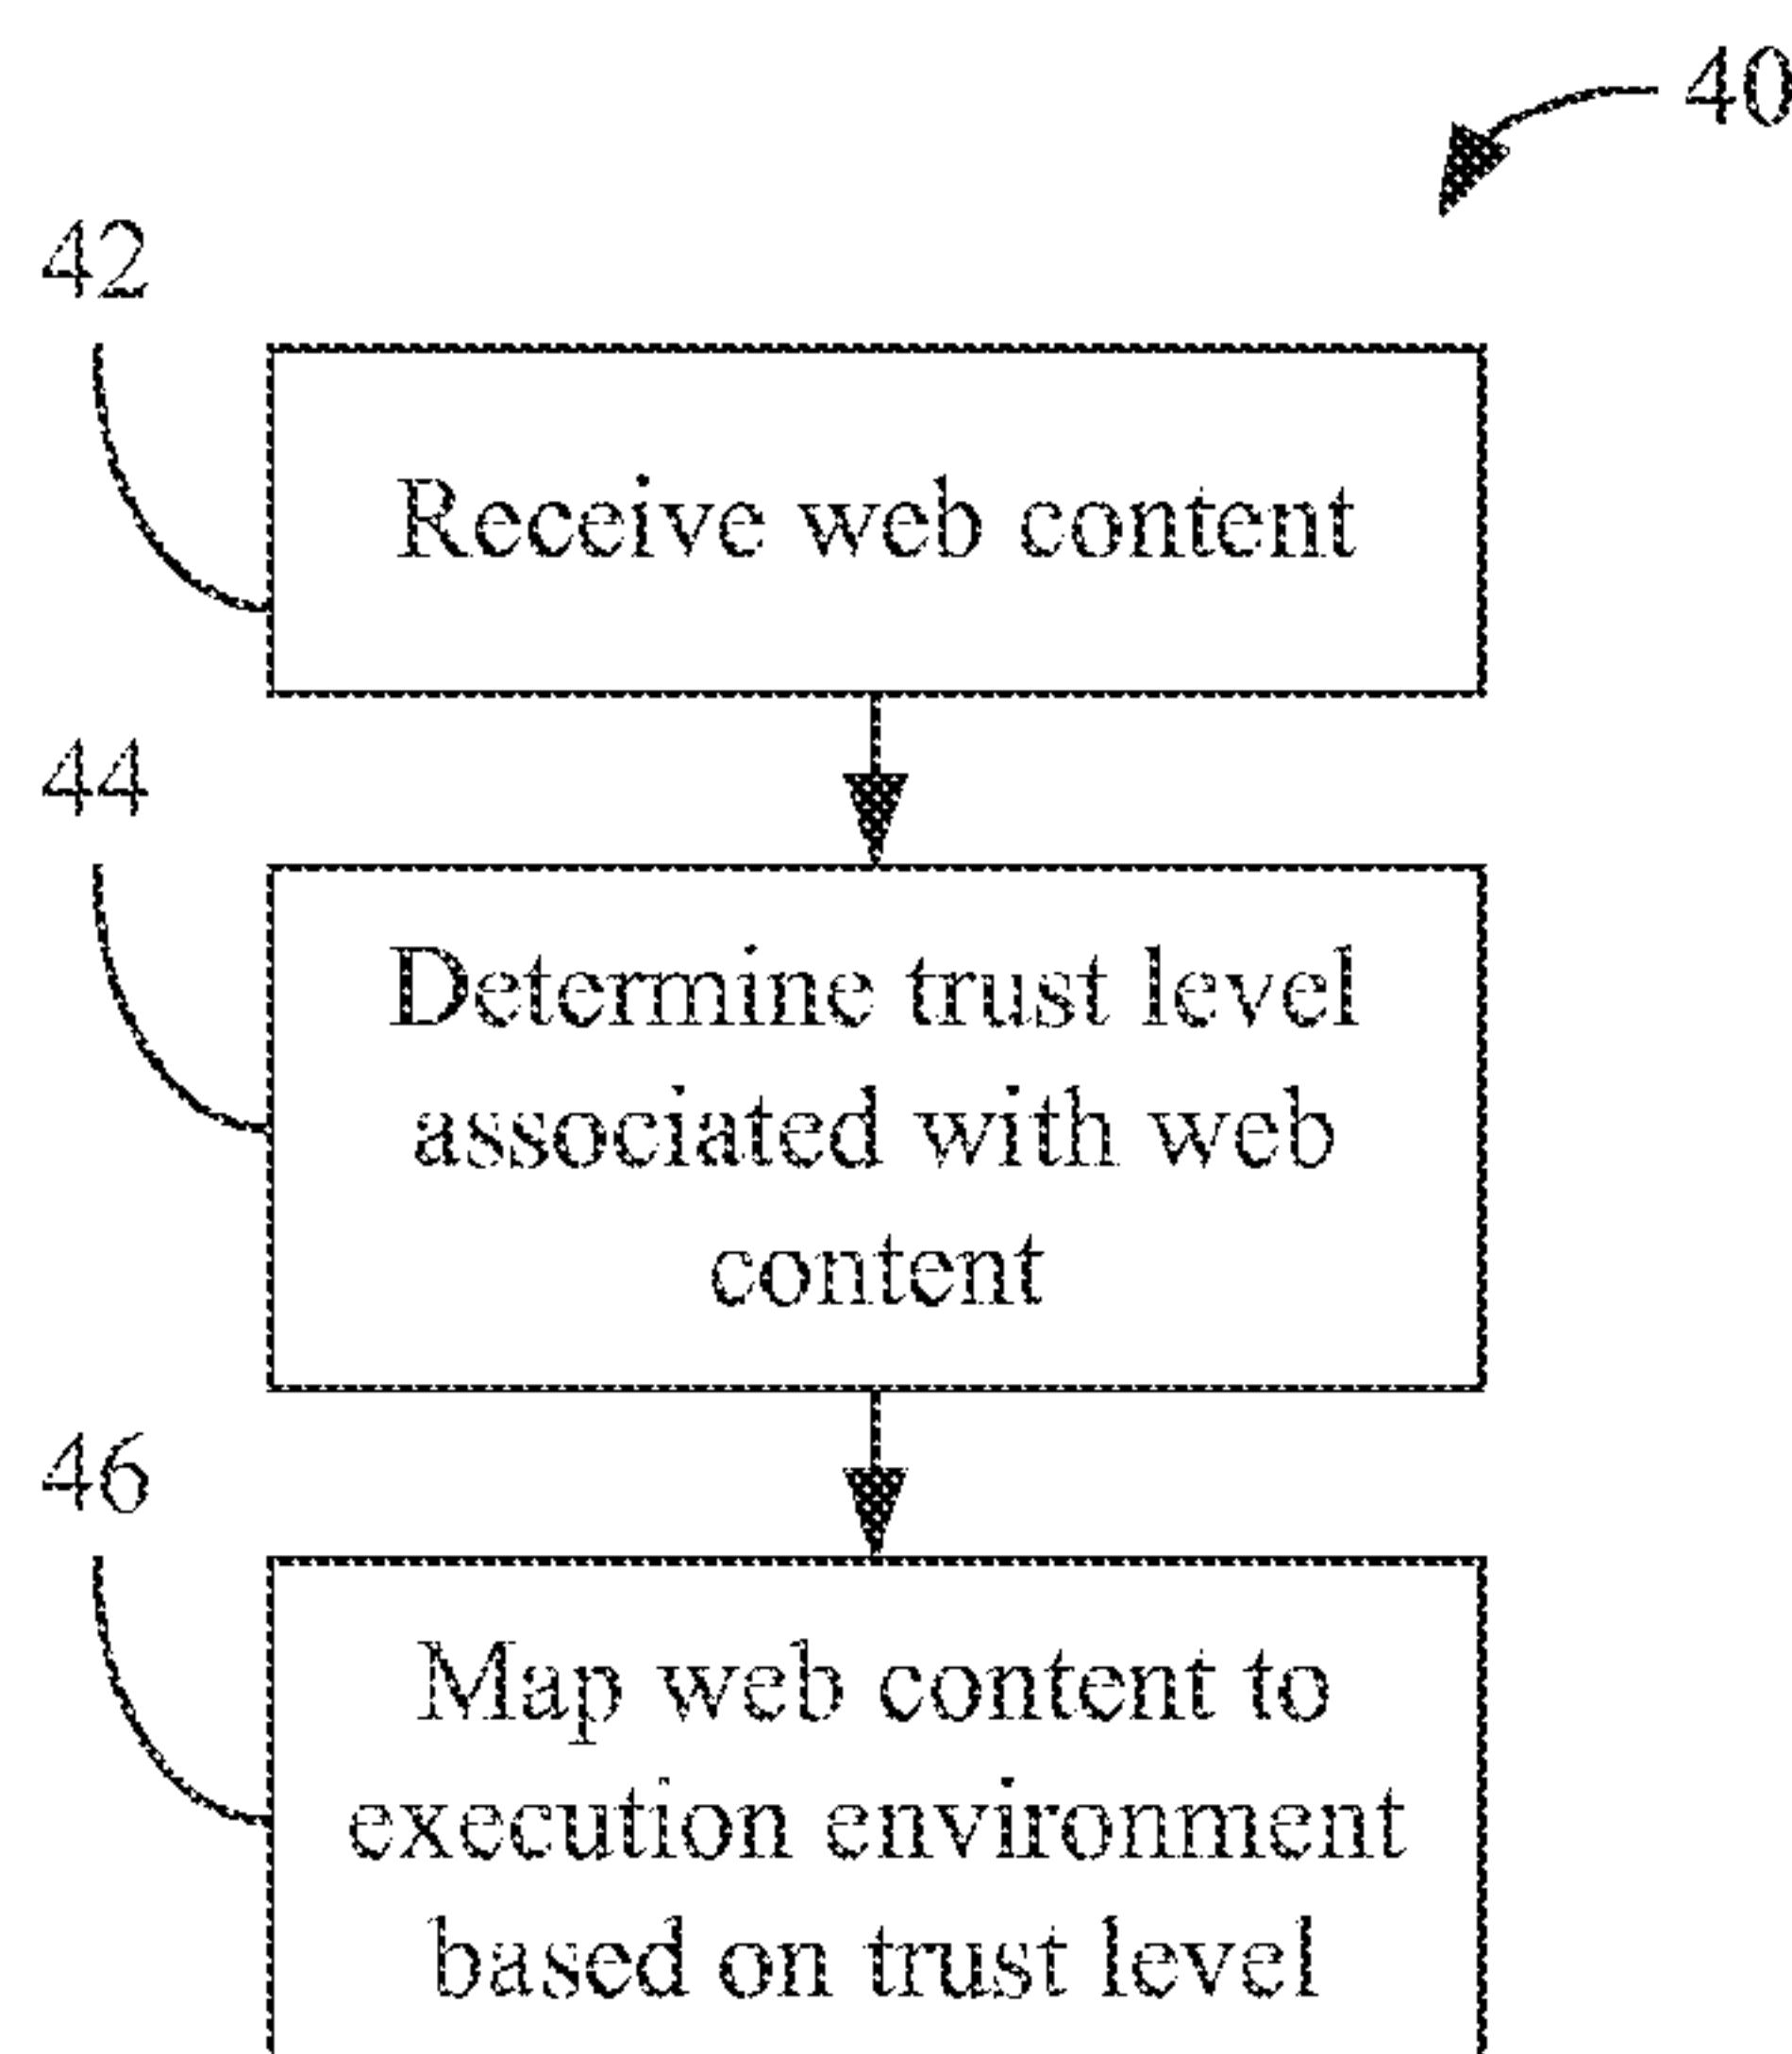 40
42
Receive web content
44
Determine trust level
associated with web
content
46
Map web content to
execution environment
based on trust level